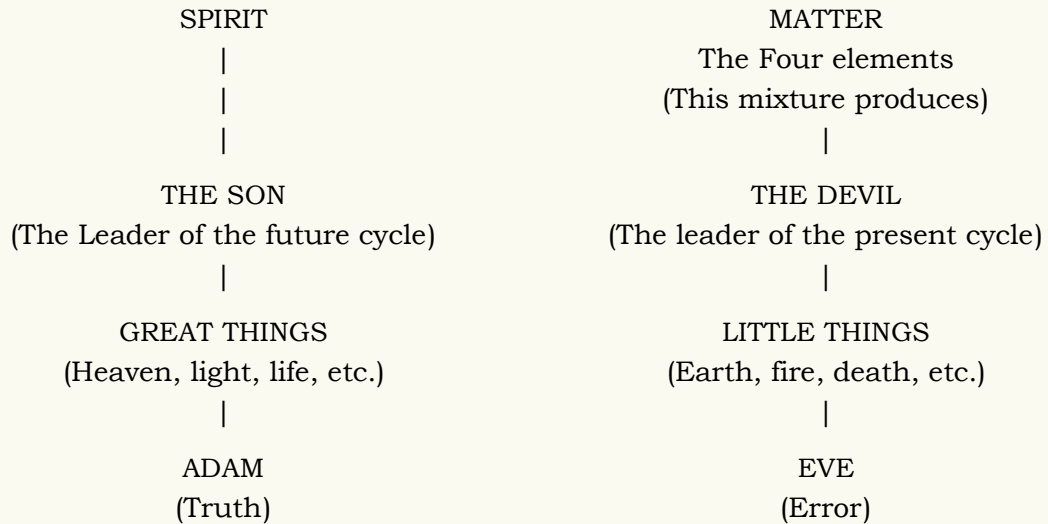 SPIRIT MATTER
| The Four elements
| (This mixture produces)
| |
THE SON THE DEVIL
(The Leader of the future cycle) (The leader of the present cycle)
| |
GREAT THINGS LITTLE THINGS
(Heaven, light, life, etc.) (Earth, fire, death, etc.)
| |
ADAM EVE
(Truth) (Error)